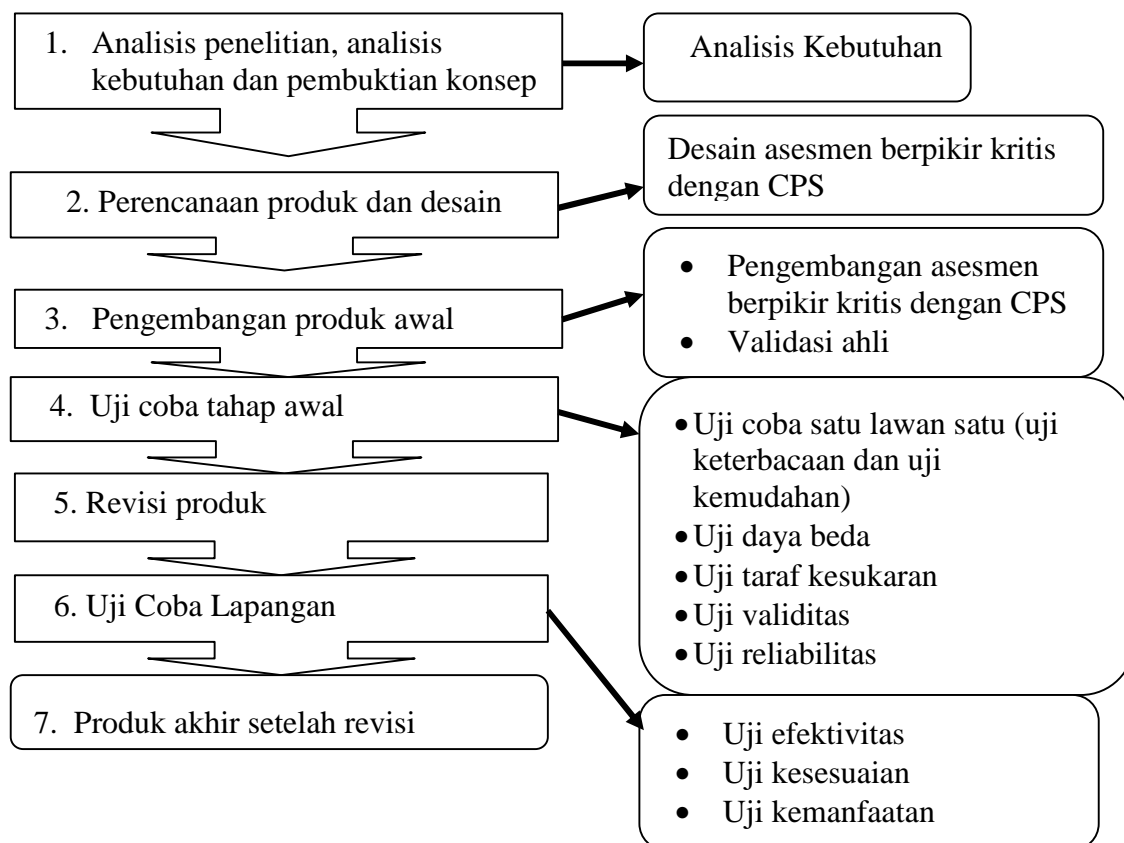 1. Analisis penelitian, analisis
kebutuhan dan pembuktian konsep
Analisis Kebutuhan
2. Perencanaan produk dan desain
Desain asesmen berpikir kritis
dengan CPS
3. Pengembangan produk awal
• Pengembangan asesmen
berpikir kritis dengan CPS
• Validasi ahli
4. Uji coba tahap awal
• Uji coba satu lawan satu (uji
keterbacaan dan uji
kemudahan)
• Uji daya beda
• Uji taraf kesukaran
• Uji validitas
• Uji reliabilitas
5. Revisi produk
6. Uji Coba Lapangan
• Uji efektivitas
• Uji kesesuaian
• Uji kemanfaatan
7. Produk akhir setelah revisi